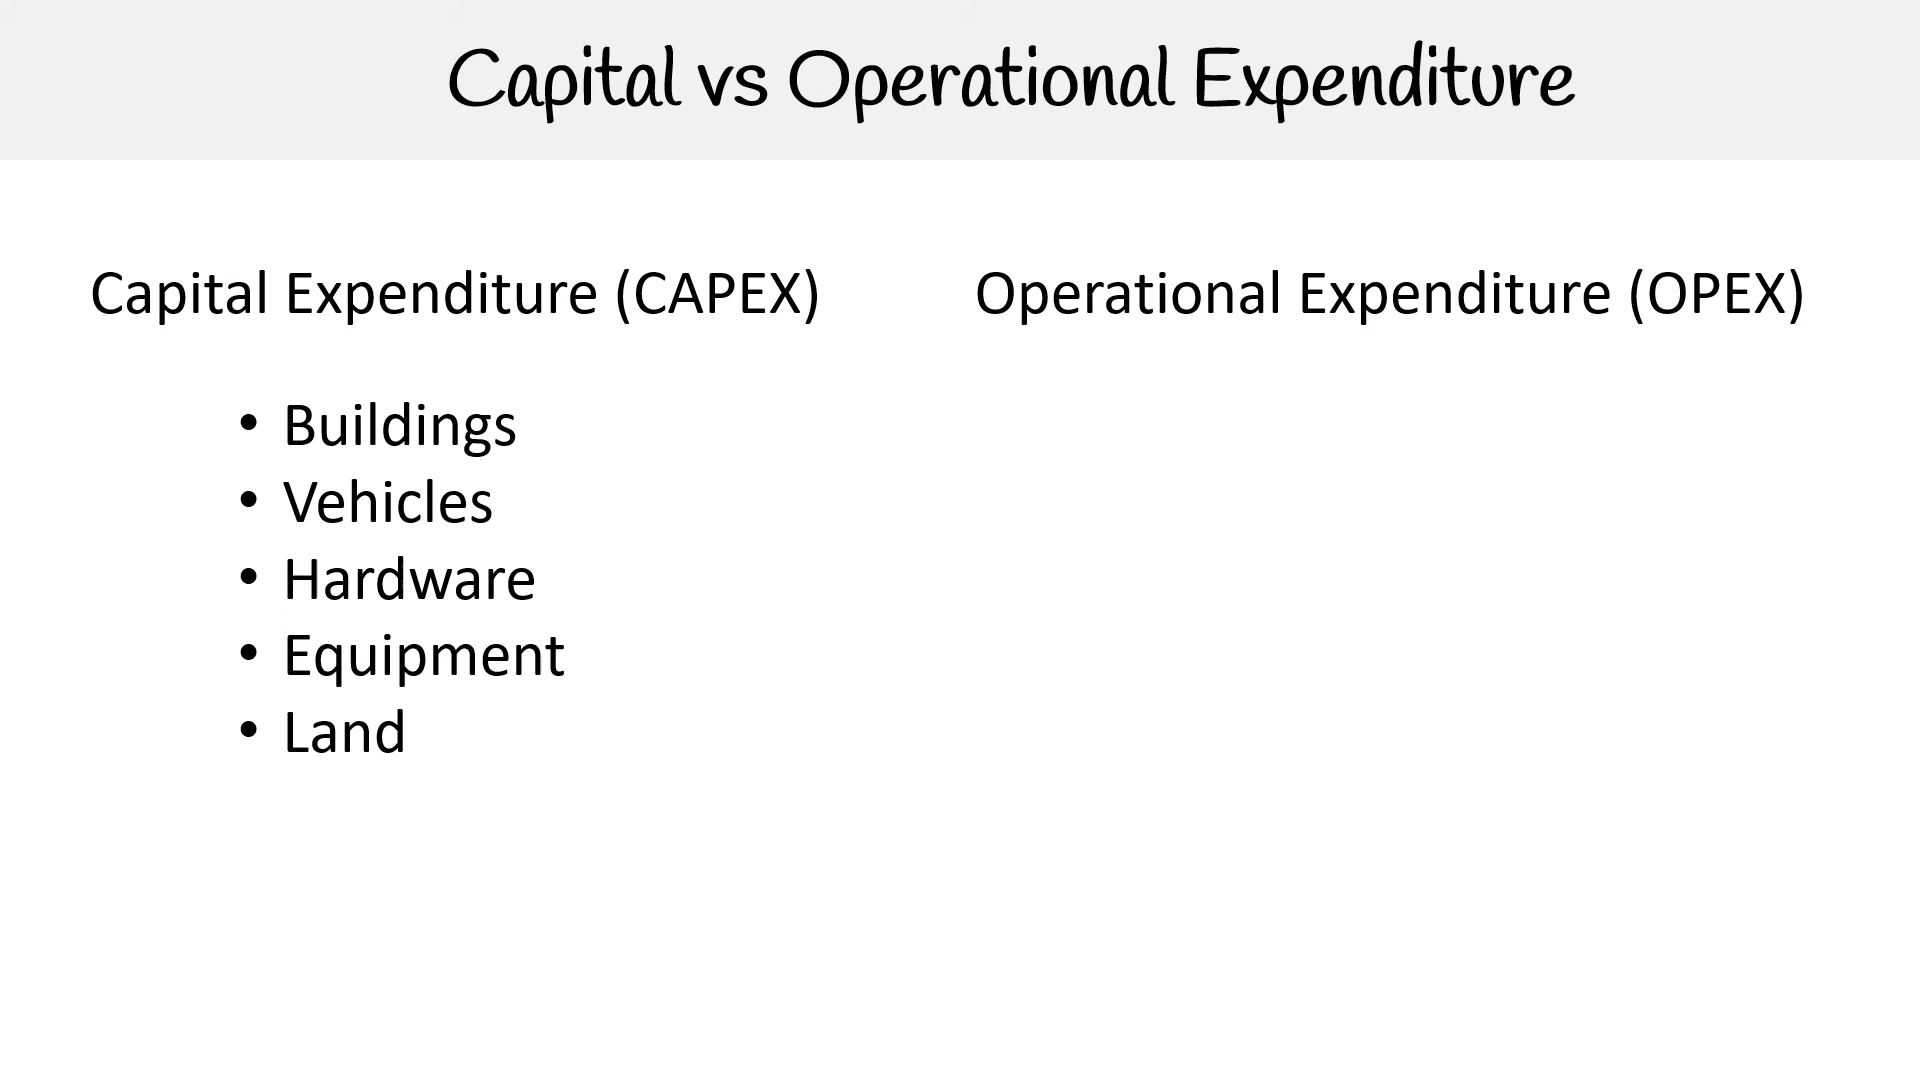 Capital vs Operational Expenditure
Capital Expenditure (CAPEX)
• Buildings
• Vehicles
• Hardware
• Equipment
• Land
Operational Expenditure (OPEX)